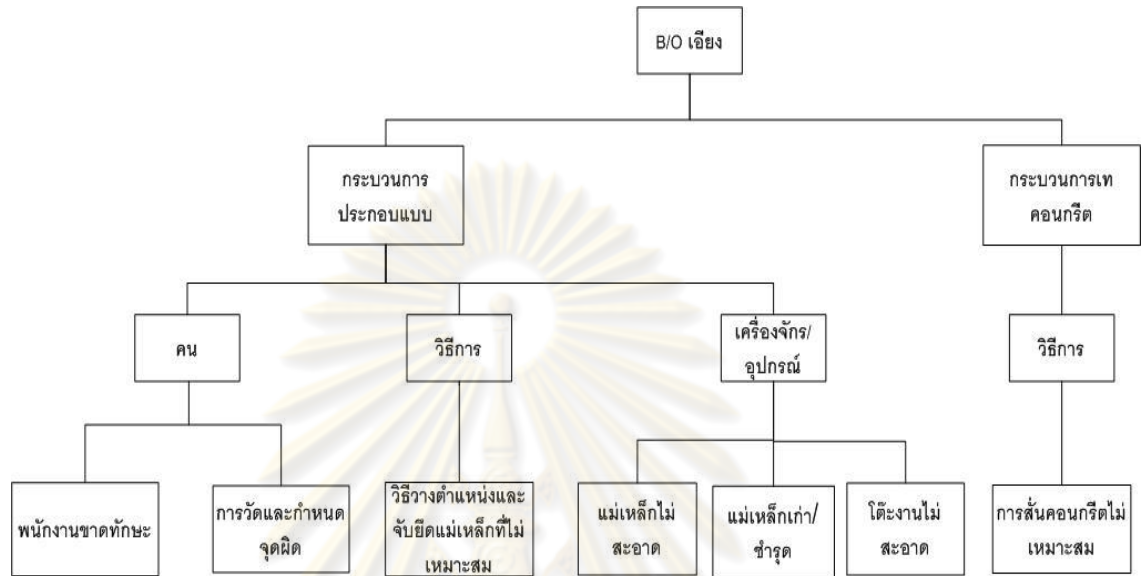 B/O เอียง
กระบวนการ
ประกอบแบบ
กระบวนการเท
คอนกรีต
คน
วิธีการ
เครื่องจักร/
อุปกรณ์
วิธีการ
พนักงานขาดทักษะ
การวัดและกำหนด
จุดผิด
วิธีวางตำแหน่งและ
จับยึดแม่เหล็กที่ไม่
เหมาะสม
แม่เหล็กไม่
สะอาด
แม่เหล็กเก่า/
ชำรุด
โต๊ะงานไม่
สะอาด
การสั่นคอนกรีตไม่
เหมาะสม